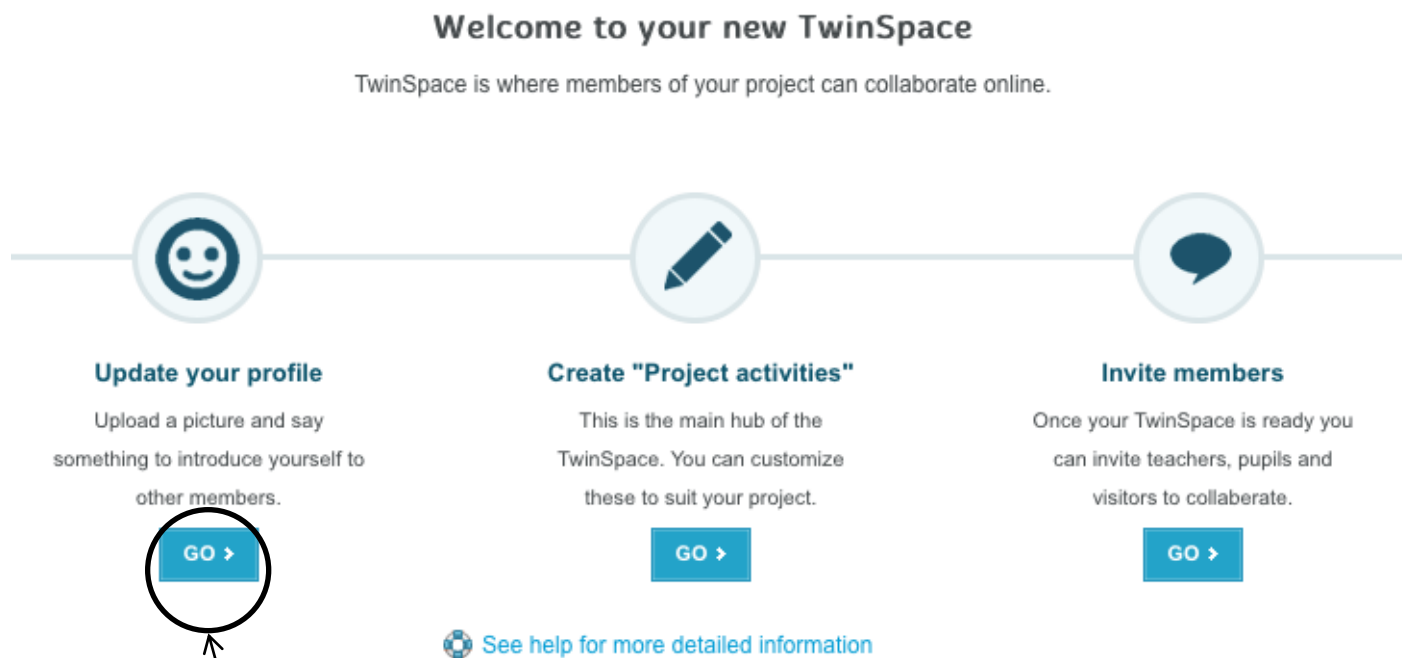 Welcome to your new TwinSpace
TwinSpace is where members of your project can collaborate online.
Update your profile
Upload a picture and say
something to introduce yourself to
other members.
GO
Create "Project activities"
This is the main hub of the
TwinSpace. You can customize
these to suit your project.
GO
Invite members
Once your TwinSpace is ready you
can invite teachers, pupils and
visitors to collaberate.
GO
See help for more detailed information